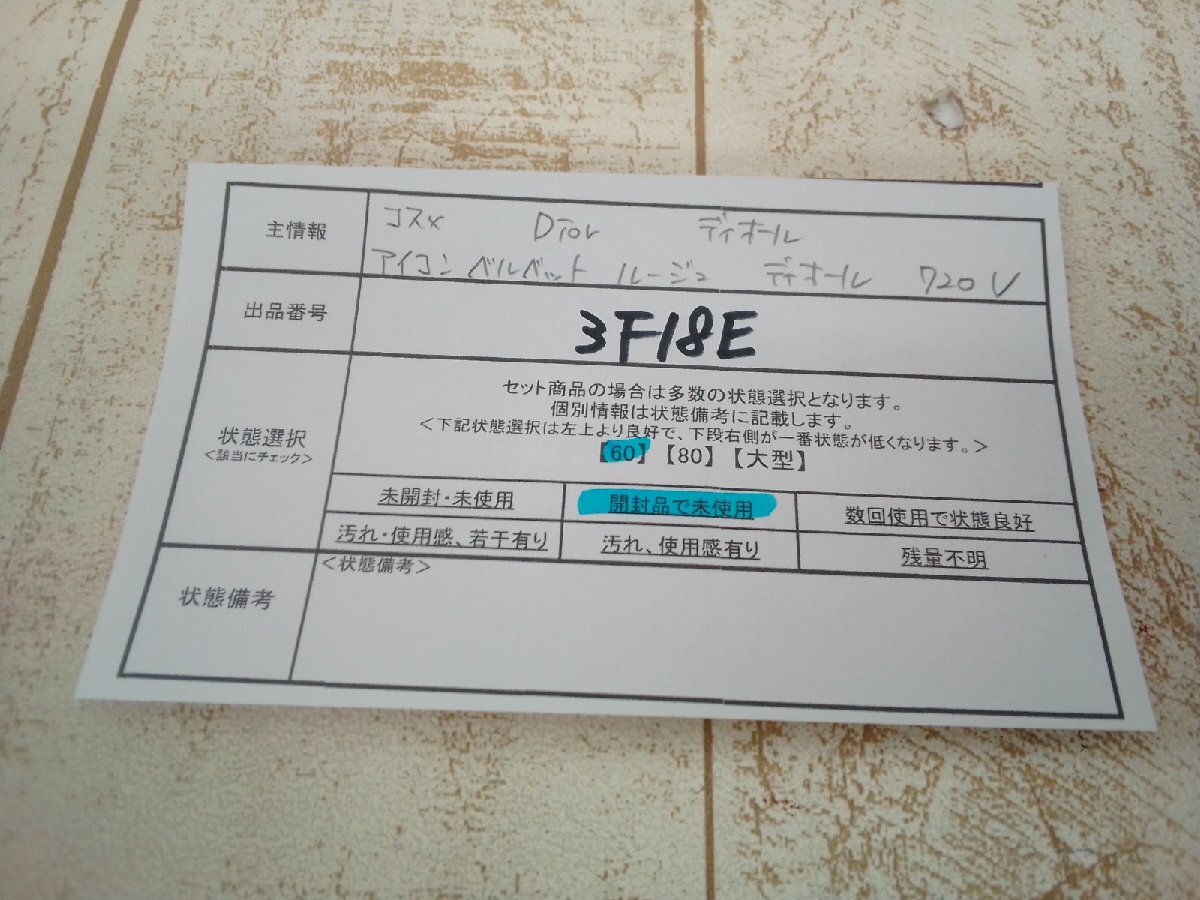 主情報
コスメ Dior ディオール
アイコン ベルベット ルージュ ディオール 720 V
出品番号
3F18E
状態選択
<該当にチェック>
セット商品の場合は多数の状態選択となります。
個別情報は状態備考に記載します。
<下記状態選択は左上より良好で、下段右側が一番状態が低くなります。>
【60】【80】【大型】
未開封・未使用 開封品で未使用 数回使用で状態良好
汚れ・使用感、若干有り 汚れ、使用感有り 残量不明
状態備考
<状態備考>